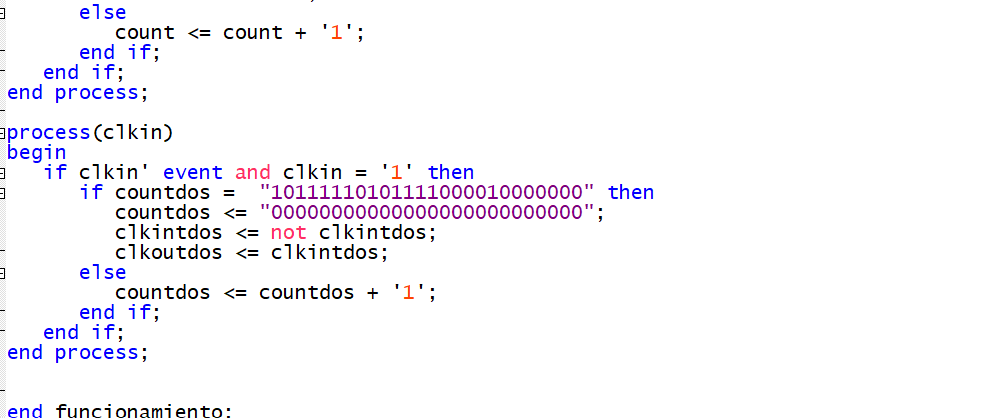 else
count <= count + '1';
end if;
end if;
end process;
process(clkin)
begin
if clkin' event and clkin = '1' then
if countdos =  "10111110101111000010000000" then
countdos <= "00000000000000000000000000";
clkintdos <= not clkintdos;
clkoutdos <= clkintdos;
else
countdos <= countdos + '1';
end if;
end if;
end process;
end funcionamiento;